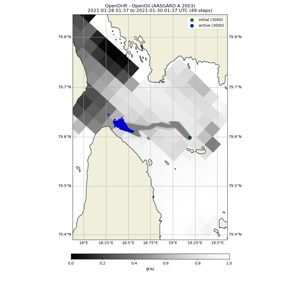 OpenDrift - OpenOil (AASGARD A 2003)
2021-01-28 01:37 to 2021-01-30 01:37 UTC (49 steps)
initial (3000)
active (3000)
79.8°N
79.8°N
79.7°N
79.7°N
79.6°N
79.6°N
79.5°N
79.5°N
79.4°N
79.4°N
18°E
18.25°E
18.5°E
18.75°E
19°E
19.25°E
19.5°E
0.0
0.2
0.4
0.6
0.8
1.0
gray